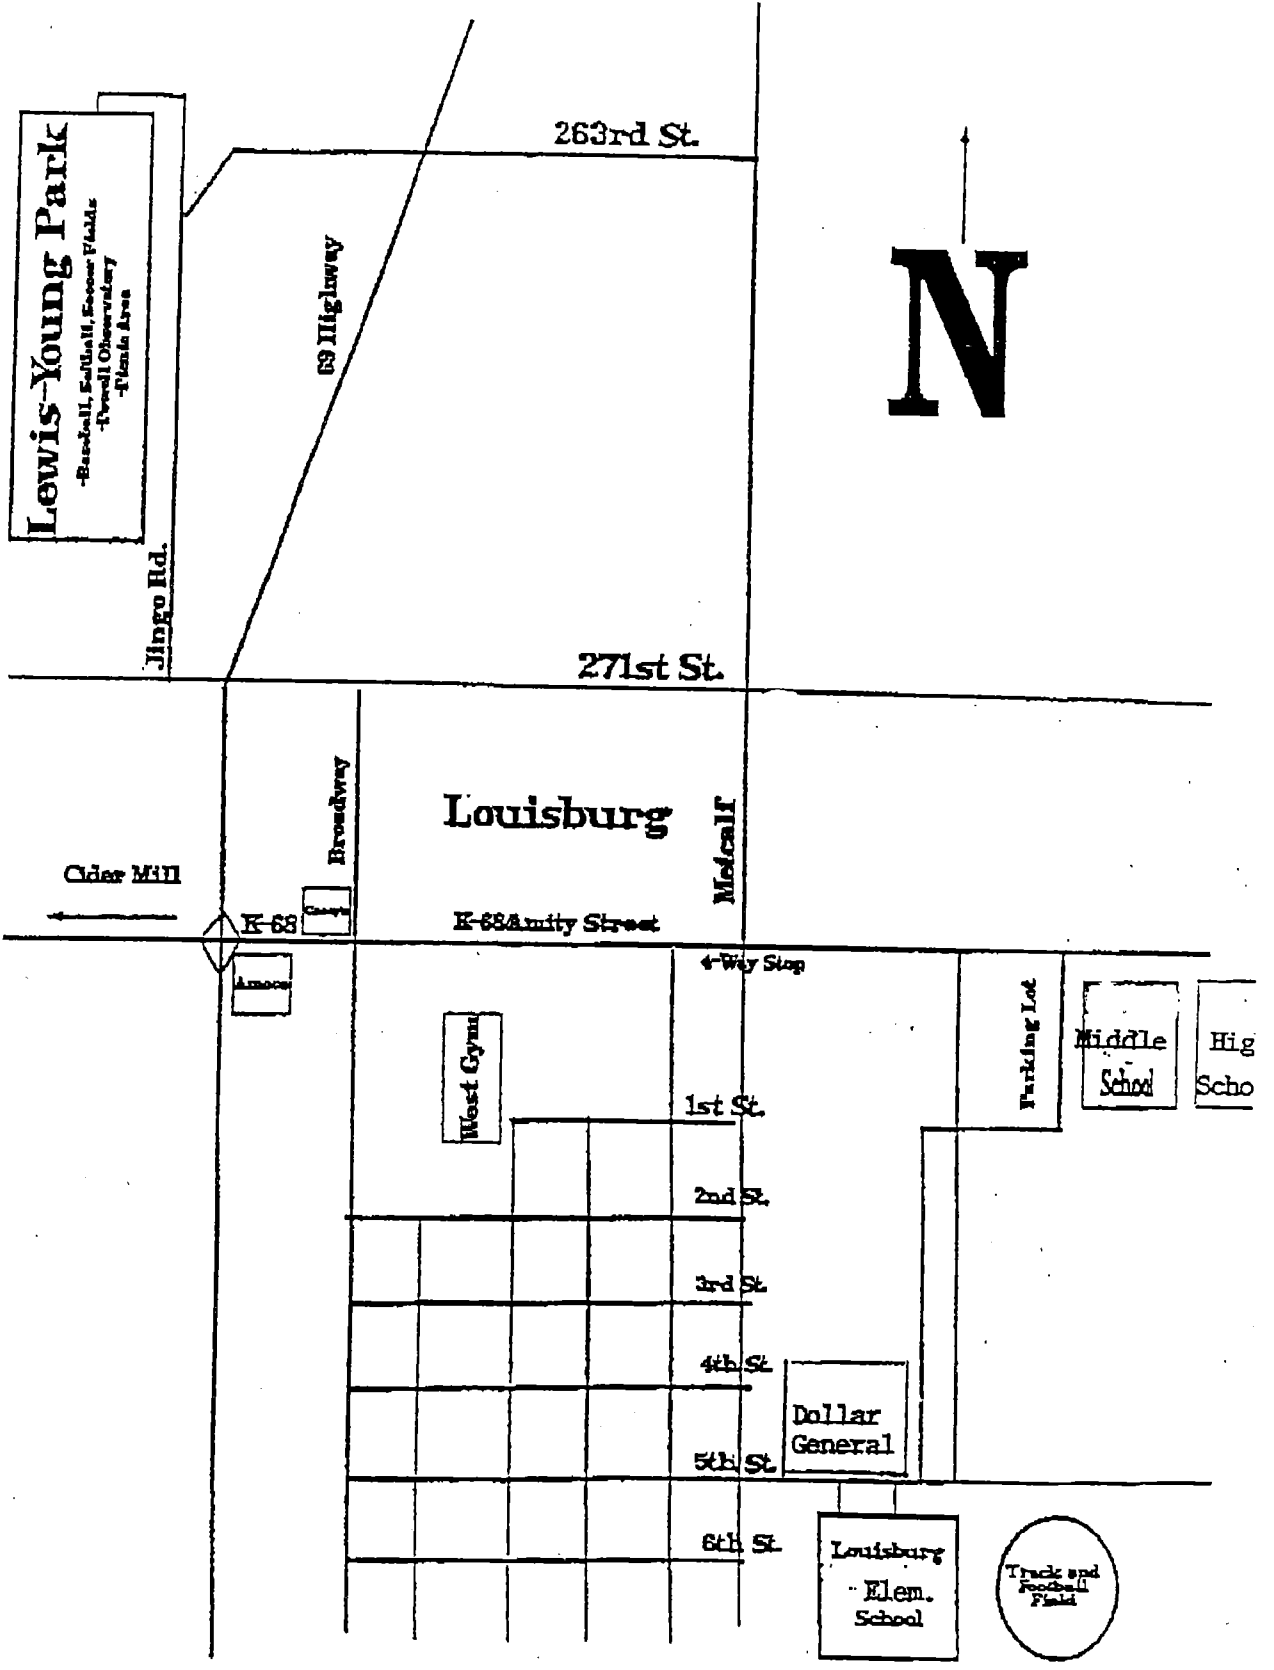 263rd St.
N
Lewis-Young Park
-Baseball, Softball, Soccer Fields
-Powell Observatory
-Picnic Area
69 Highway
Jingo Rd.
271st St.
Broadway
Louisburg
Metcalf
Cider Mill
K-68
K-68 Amity Street
4-Way Stop
Amoco
West Gym
Parking Lot
Middle
School
Hig
Scho
1st St.
2nd St.
3rd St.
4th St.
Dollar
General
5th St.
6th St.
Louisburg
Elem.
School
Track and
Football
Field